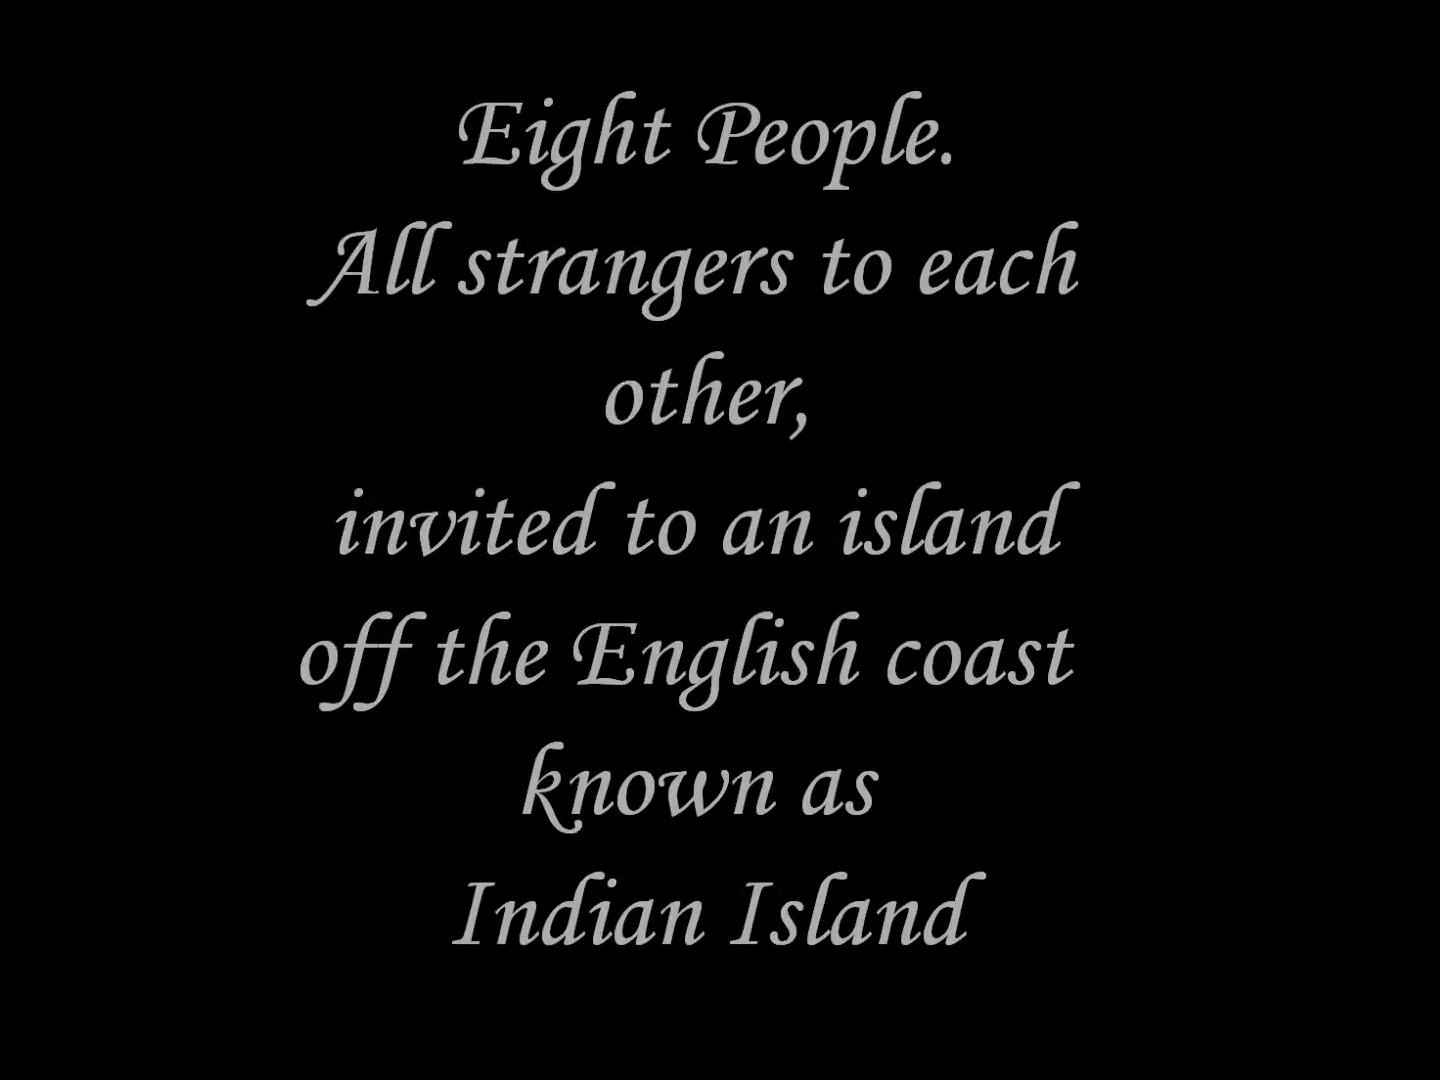 Eight People.
All strangers to each
other,
invited to an island
off the English coast
known as
Indian Island